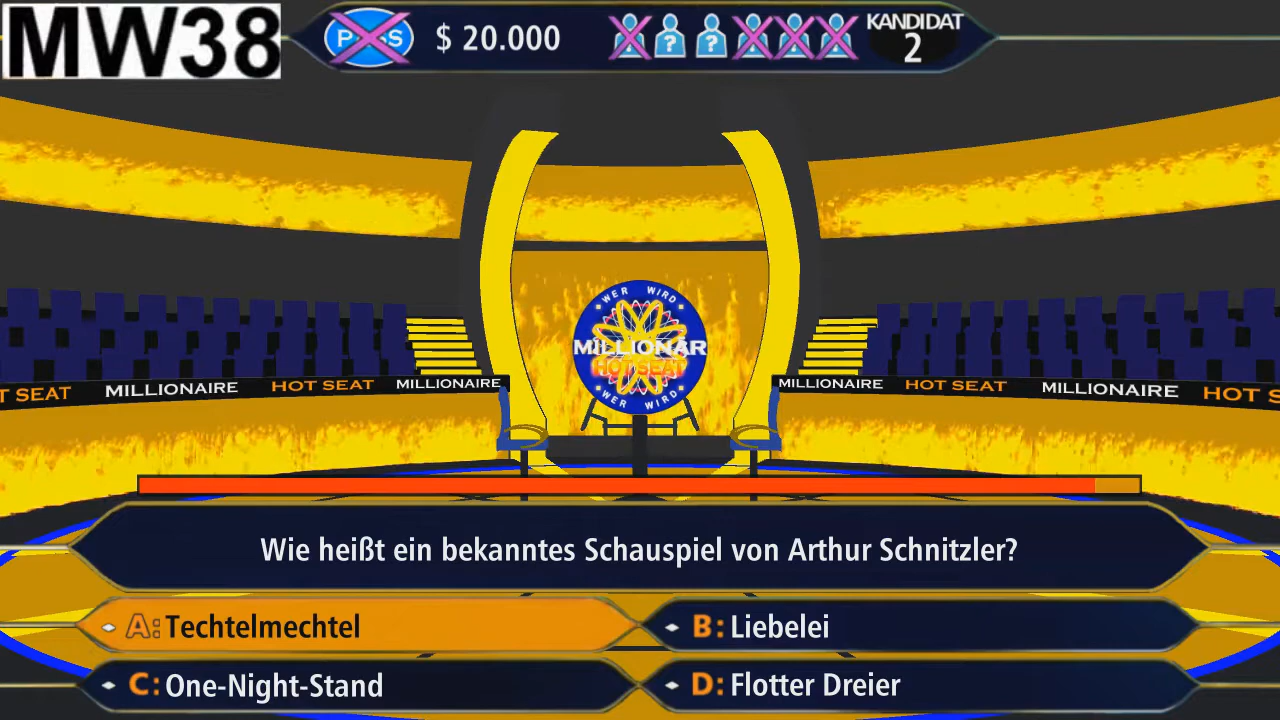 MW38
PASS
$ 20.000
? ?
KANDIDAT
2
WER WIRD
MILLIONÄR
HOT SEAT
WER WIRD
T SEAT MILLIONAIRE HOT SEAT MILLIONAIRE
MILLIONAIRE HOT SEAT MILLIONAIRE HOT S
Wie heißt ein bekanntes Schauspiel von Arthur Schnitzler?
A: Techtelmechtel
B: Liebelei
C: One-Night-Stand
D: Flotter Dreier